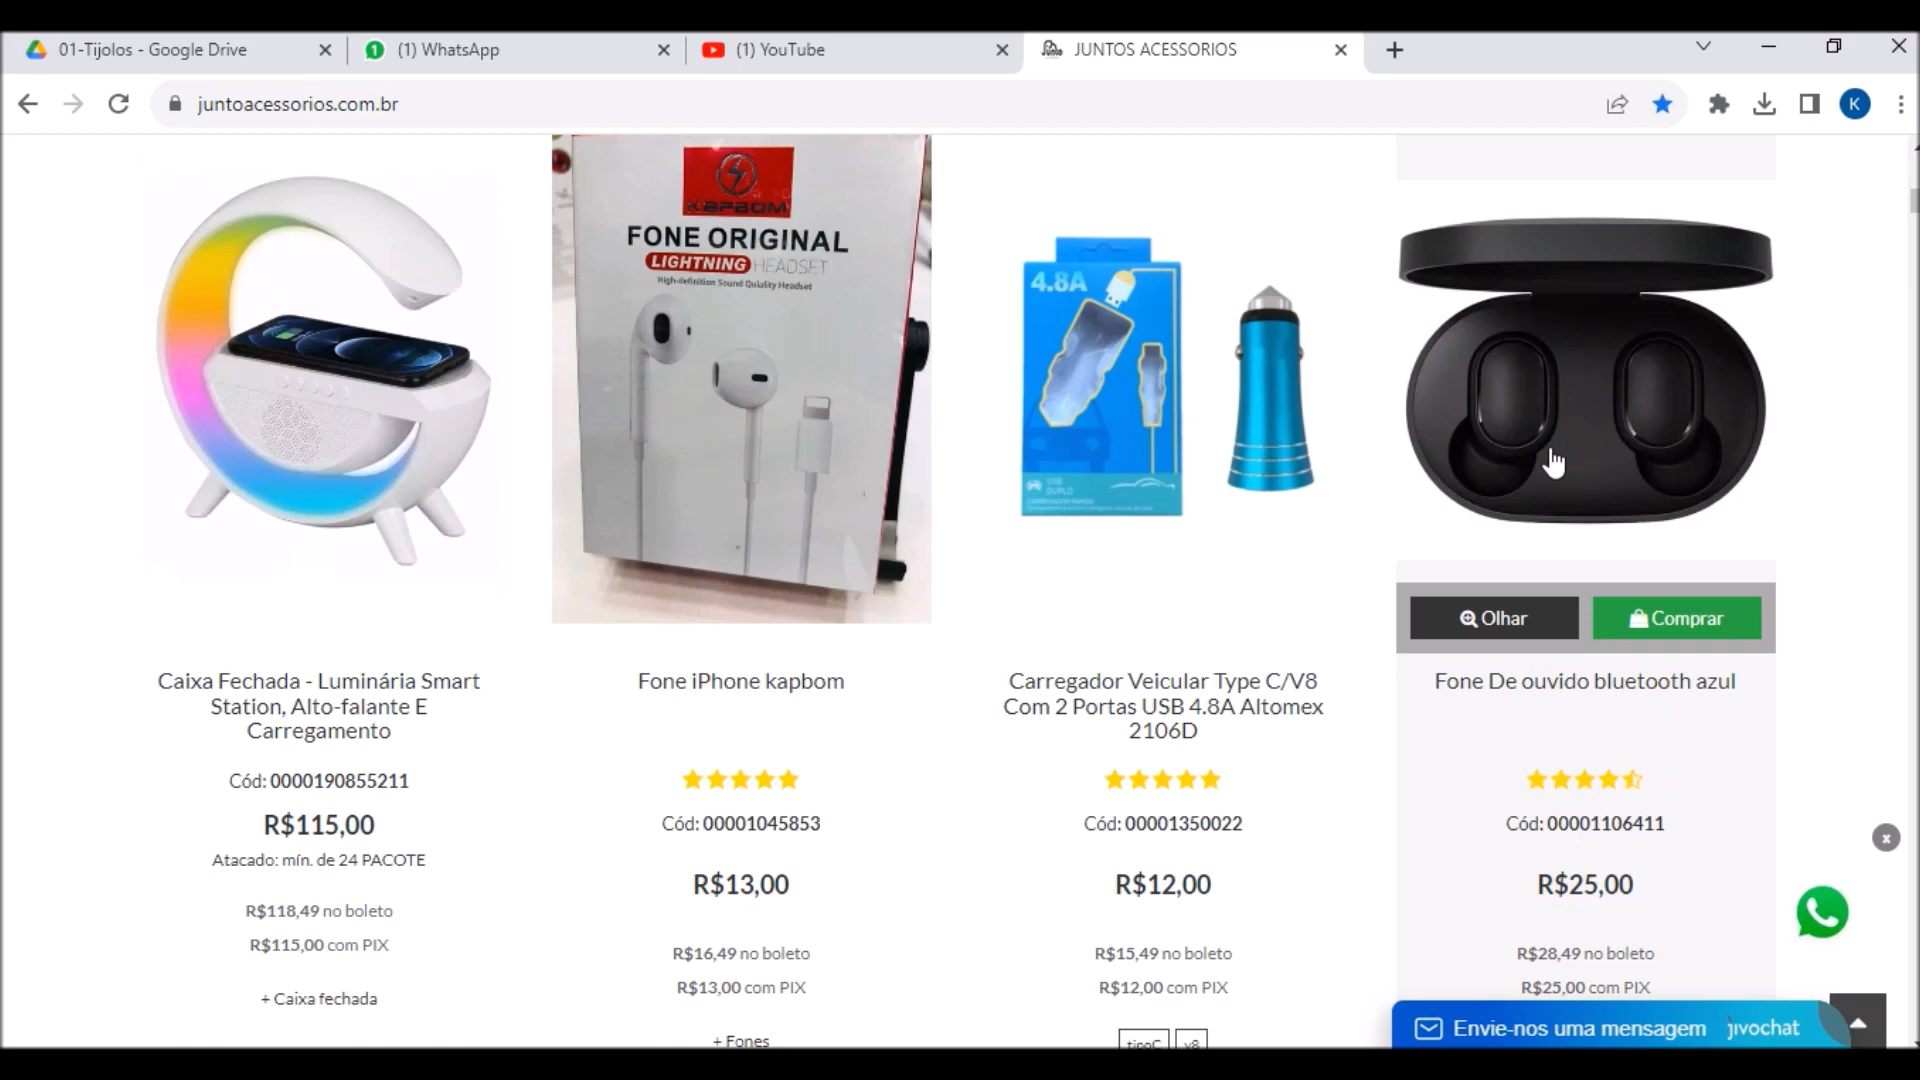 01-Tijolos - Google Drive
(1) WhatsApp
(1) YouTube
JUNTOS ACESSORIOS
juntoacessorios.com.br
K
KAPBOM
FONE ORIGINAL
LIGHTNING HEADSET
High-definition Sound Qulality Headset
4.8A
USB
DUPLO
Olhar
Comprar
Caixa Fechada - Luminária Smart
Station, Alto-falante E
Carregamento
Cód: 0000190855211
R$115,00
Atacado: mín. de 24 PACOTE
R$118,49 no boleto
R$115,00 com PIX
+ Caixa fechada
Fone iPhone kapbom
Cód: 00001045853
R$13,00
R$16,49 no boleto
R$13,00 com PIX
+ Fones
Carregador Veicular Type C/V8
Com 2 Portas USB 4.8A Altomex
2106D
Cód: 00001350022
R$12,00
R$15,49 no boleto
R$12,00 com PIX
tipoC
v8
Fone De ouvido bluetooth azul
Cód: 00001106411
R$25,00
R$28,49 no boleto
R$25,00 com PIX
x
Envie-nos uma mensagem
jivochat